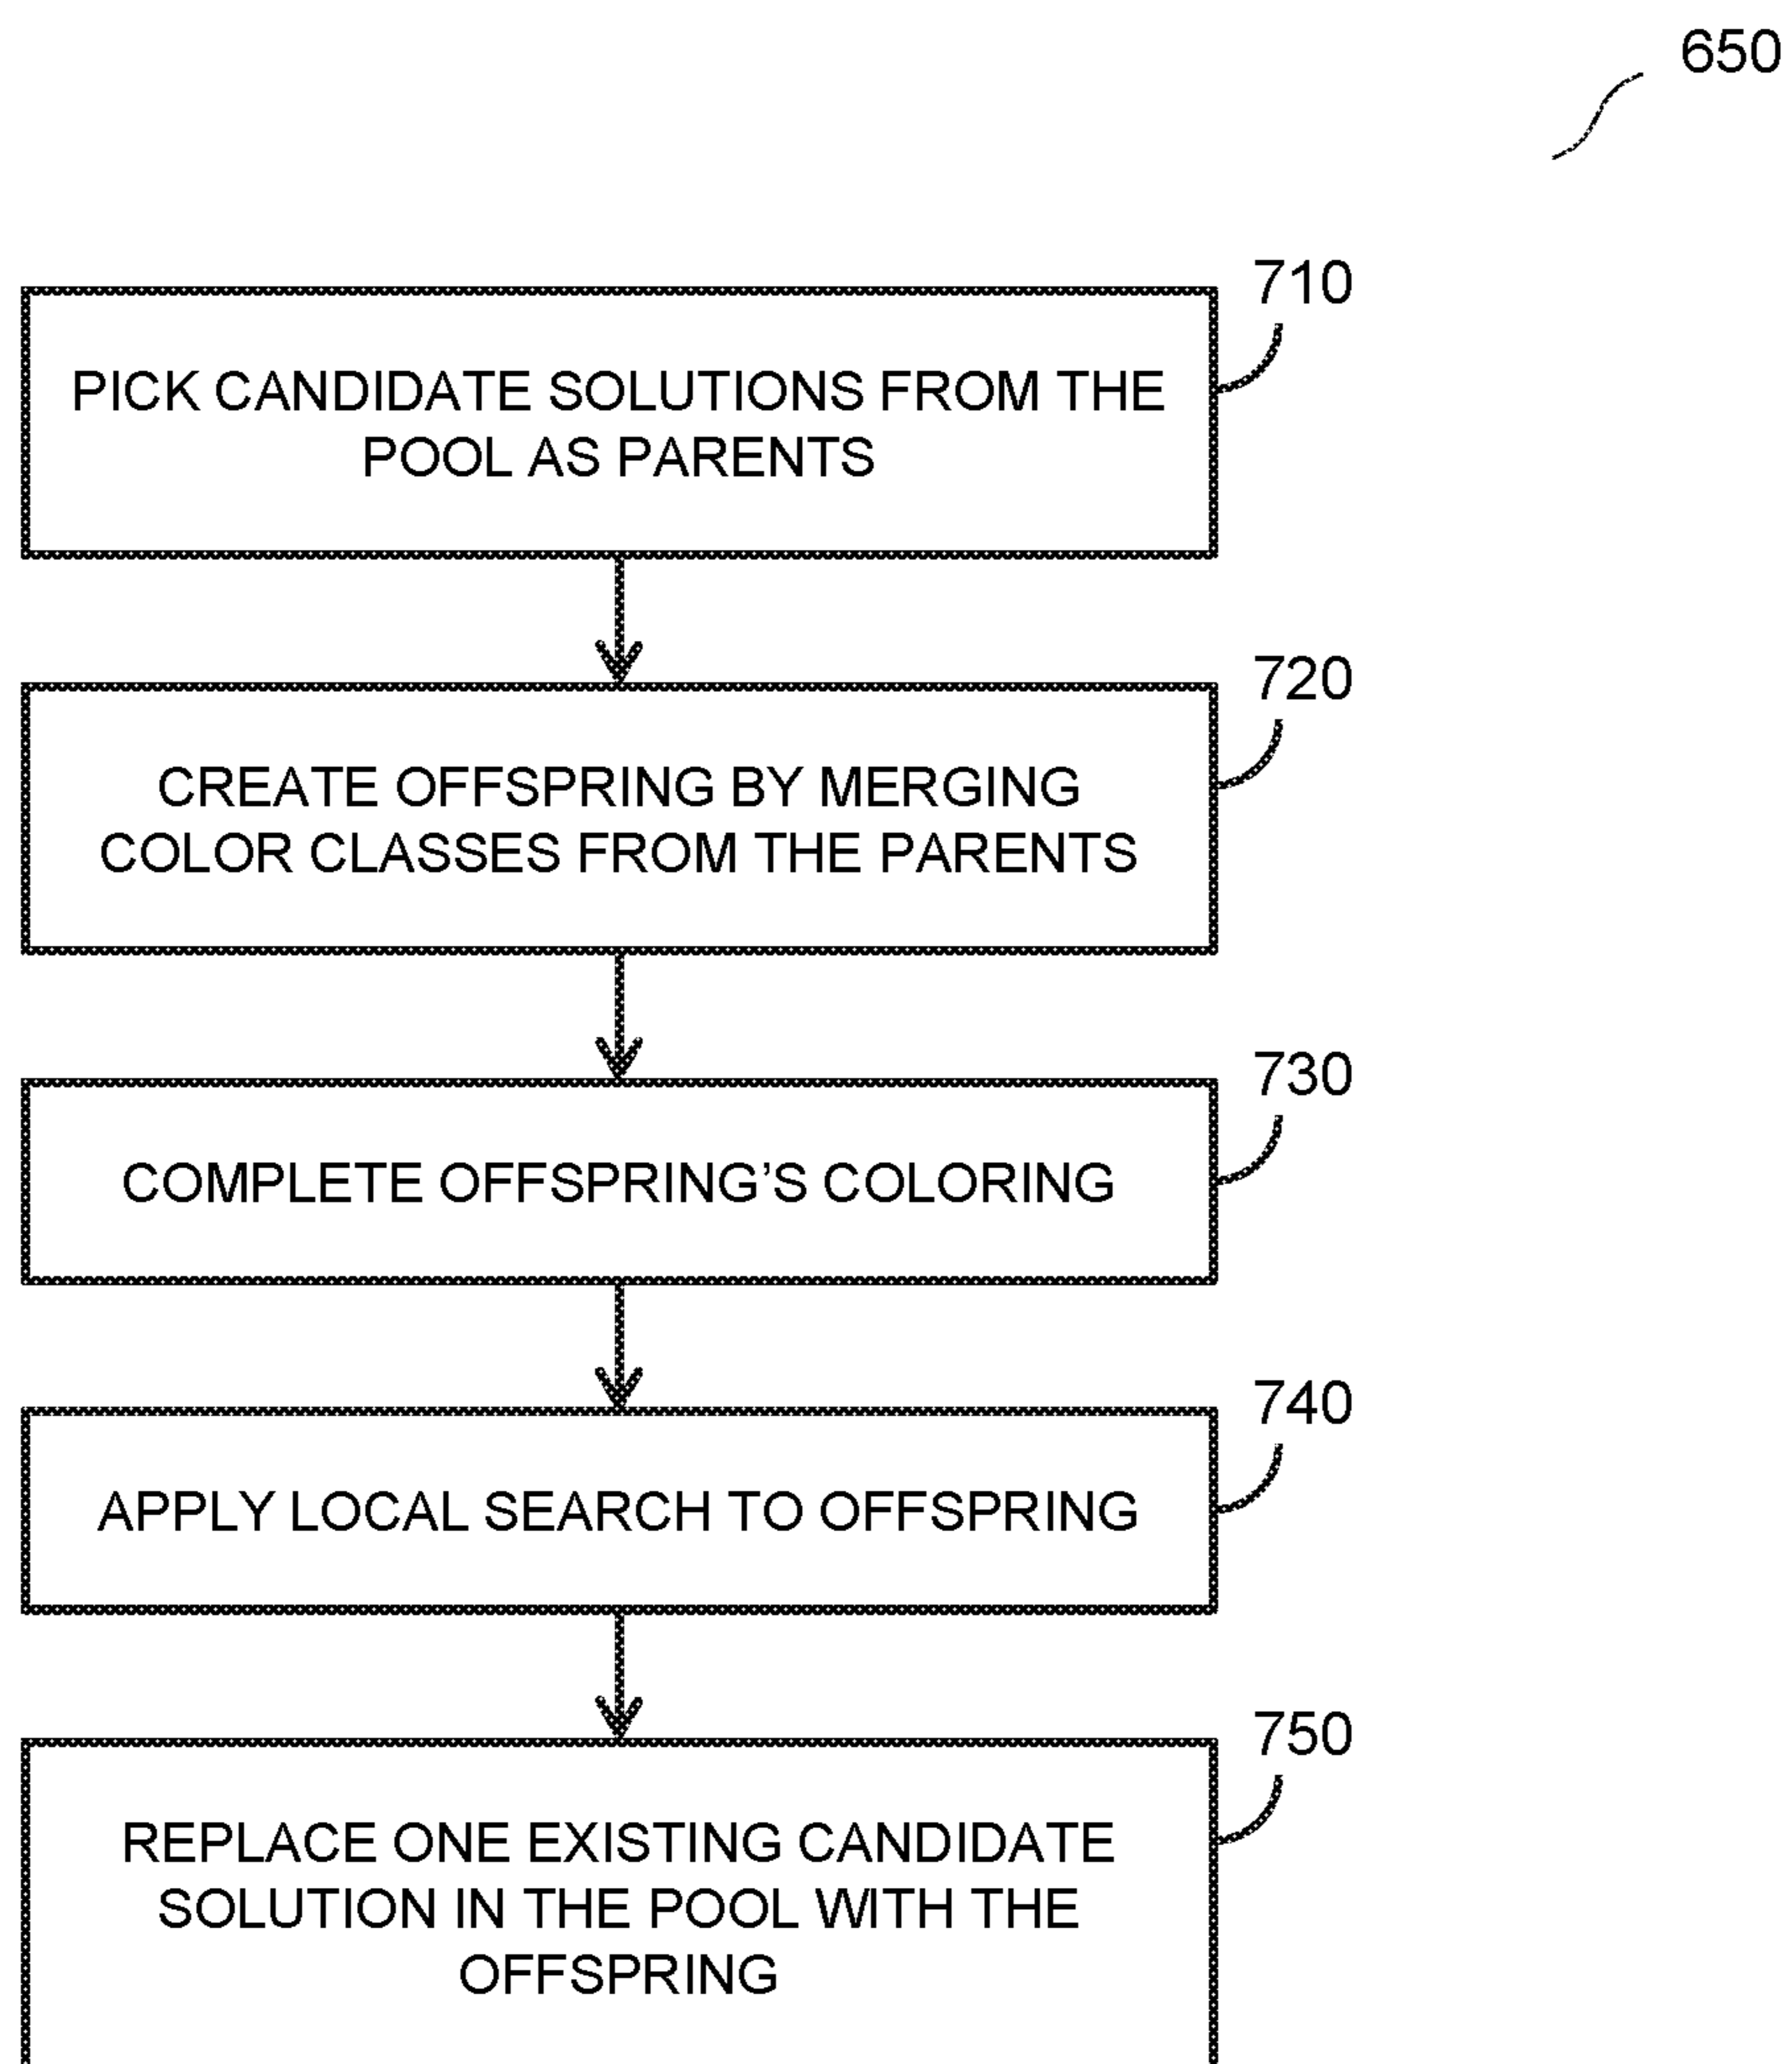 650
710
PICK CANDIDATE SOLUTIONS FROM THE
POOL AS PARENTS
720
CREATE OFFSPRING BY MERGING
COLOR CLASSES FROM THE PARENTS
730
COMPLETE OFFSPRING’S COLORING
740
APPLY LOCAL SEARCH TO OFFSPRING
750
REPLACE ONE EXISTING CANDIDATE
SOLUTION IN THE POOL WITH THE
OFFSPRING